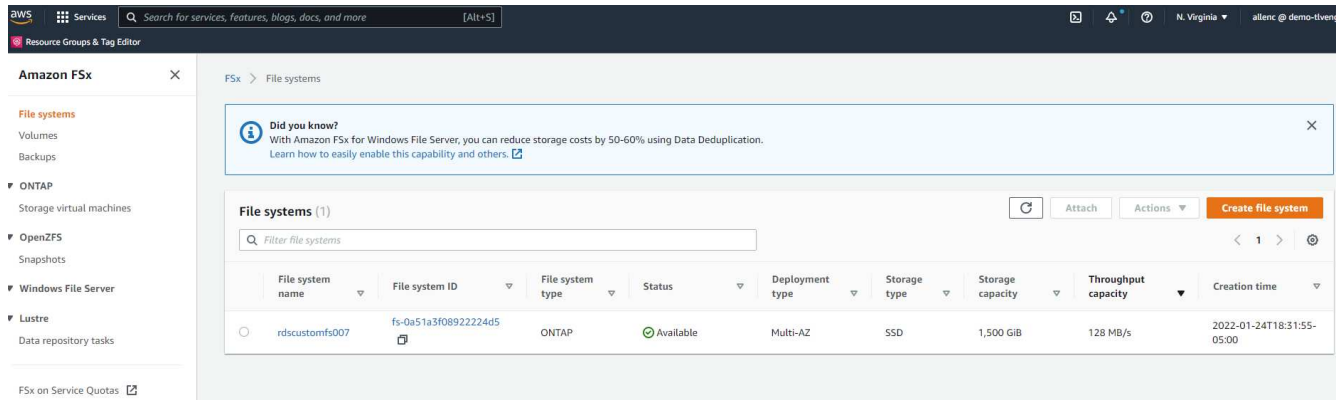 aws
Services
Search for services, features, blogs, docs, and more
[Alt+S]
N. Virginia ▼
allenc @ demo-tlveng
Resource Groups & Tag Editor
Amazon FSx
File systems
Volumes
Backups
ONTAP
Storage virtual machines
OpenZFS
Snapshots
Windows File Server
Lustre
Data repository tasks
FSx on Service Quotas
FSx > File systems
Did you know?
With Amazon FSx for Windows File Server, you can reduce storage costs by 50-60% using Data Deduplication.
Learn how to easily enable this capability and others.
File systems (1)
Attach
Actions ▼
Create file system
Filter file systems
< 1 >
File system name
File system ID
File system type
Status
Deployment type
Storage type
Storage capacity
Throughput capacity
Creation time
rdscustomfs007
fs-0a51a3f08922224d5
ONTAP
Available
Multi-AZ
SSD
1,500 GiB
128 MB/s
2022-01-24T18:31:55-
05:00